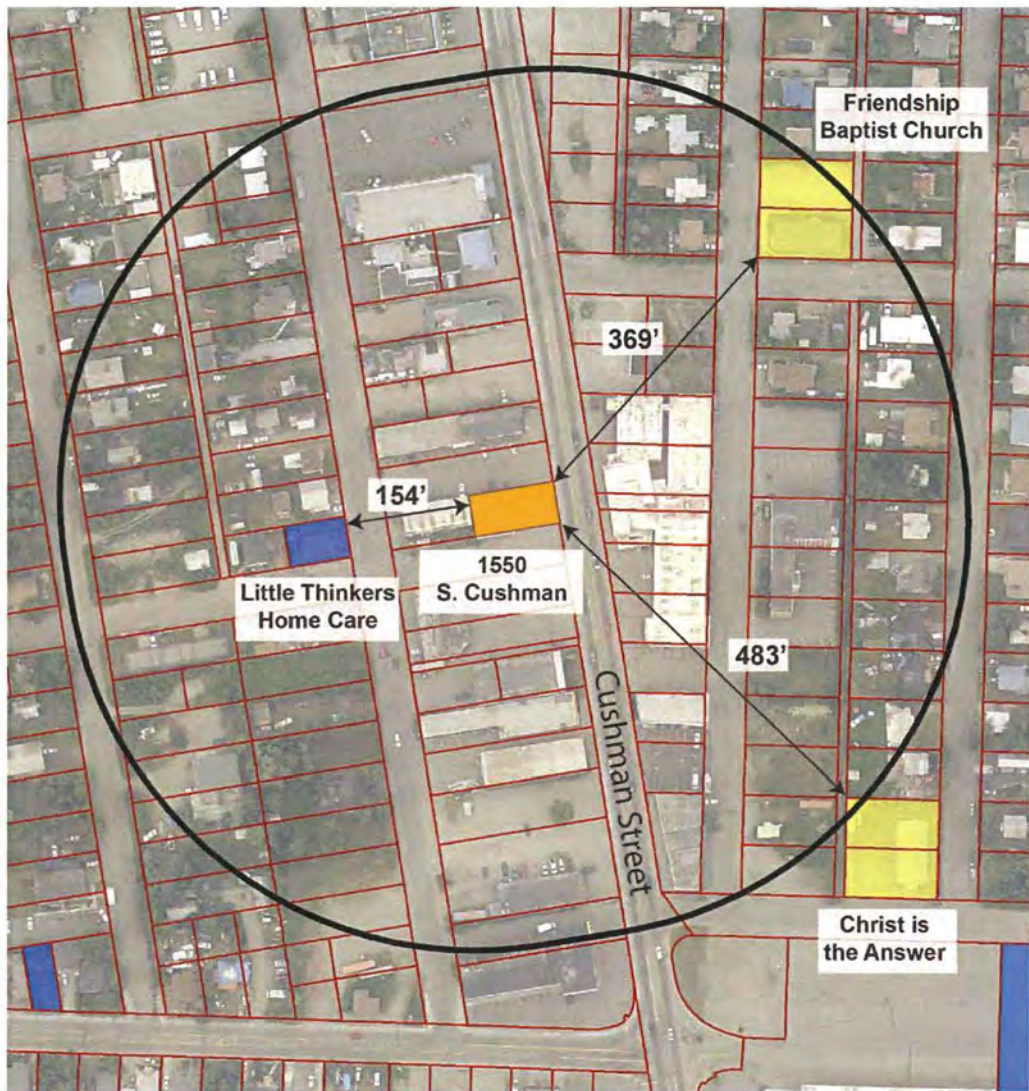 Friendship
Baptist Church
369'
154'
1550
S. Cushman
Little Thinkers
Home Care
483'
Cushman Street
Christ is
the Answer